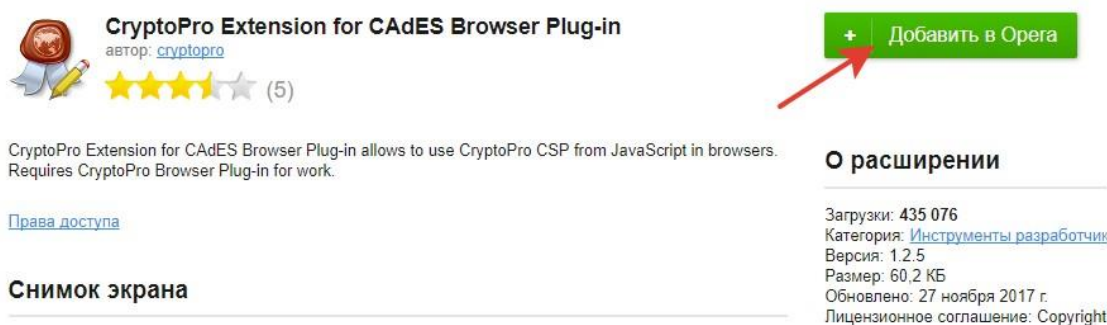 CryptoPro Extension for CAdES Browser Plug-in
автор: cryptopro
(5)
+ Добавить в Opera
CryptoPro Extension for CAdES Browser Plug-in allows to use CryptoPro CSP from JavaScript in browsers.
Requires CryptoPro Browser Plug-in for work.
Права доступа
Снимок экрана
О расширении
Загрузки: 435 076
Категория: Инструменты разработчик
Версия: 1.2.5
Размер: 60,2 КБ
Обновлено: 27 ноября 2017 г.
Лицензионное соглашение: Copyright